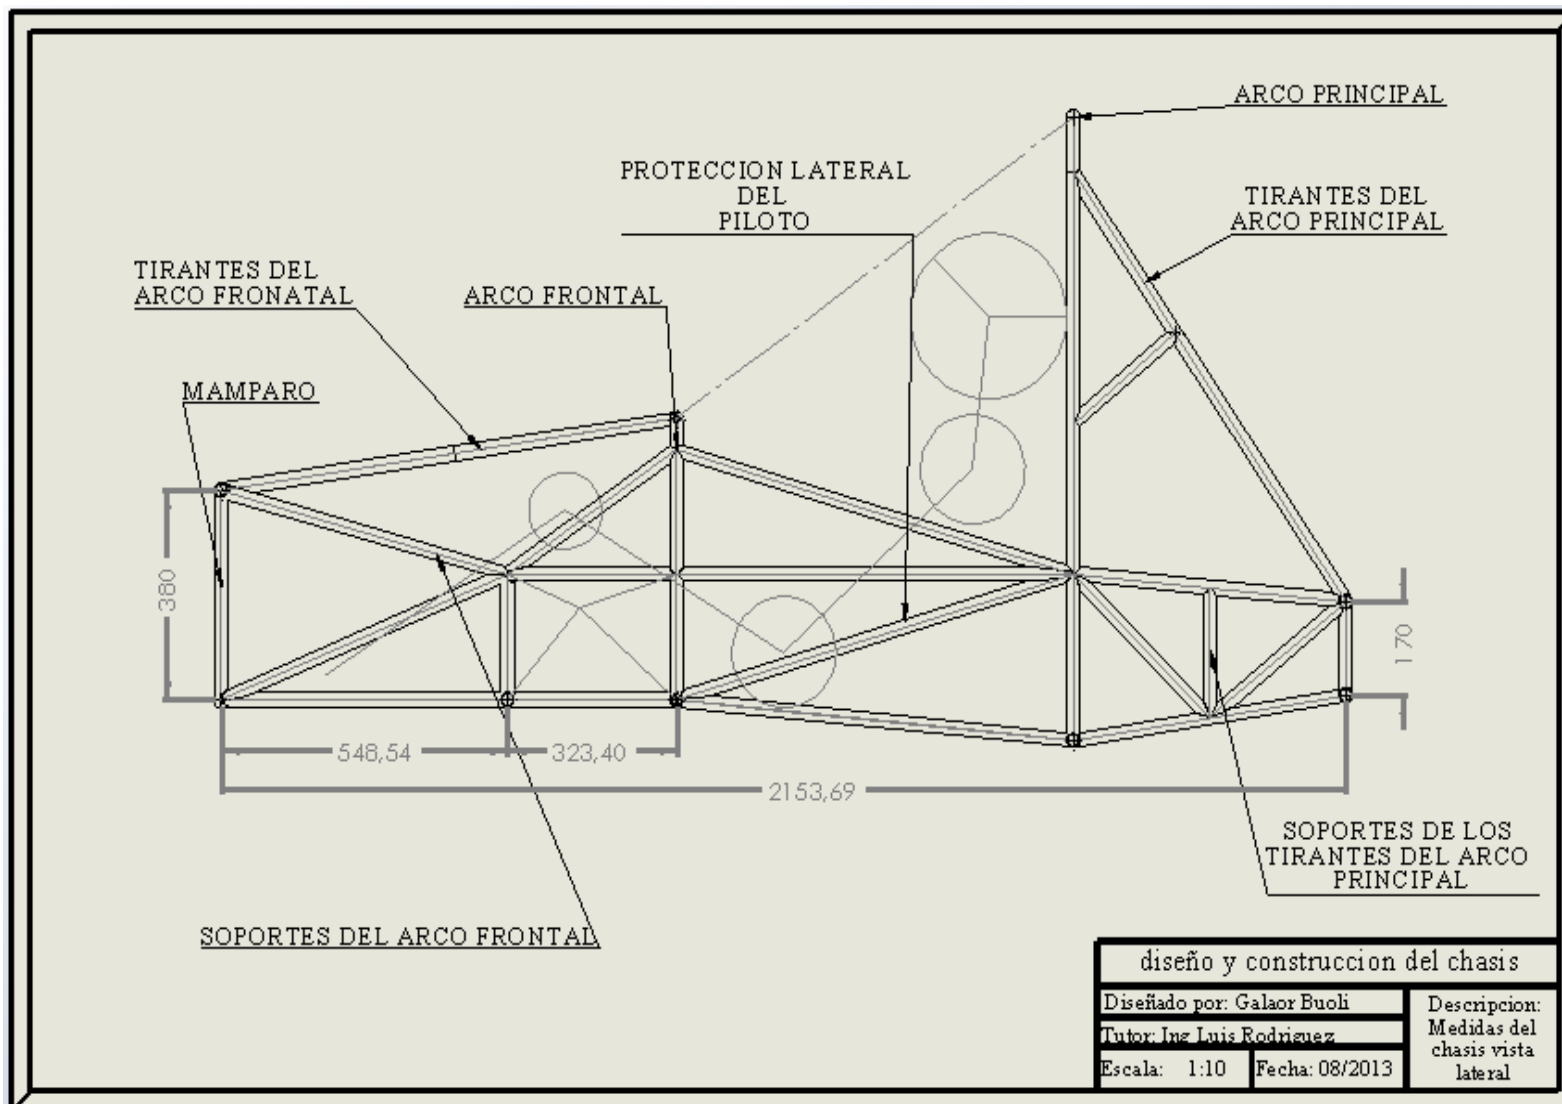 ARCO PRINCIPAL
PROTECCION LATERAL
DEL
PILOTO
TIRANTES DEL
ARCO PRINCIPAL
TIRANTES DEL
ARCO FRONATAL
ARCO FRONTAL
MAMPARO
380
170
548,54
323,40
2153,69
SOPORTES DE LOS
TIRANTES DEL ARCO
PRINCIPAL
SOPORTES DEL ARCO FRONTAL
diseño y construccion del chasis
Diseñado por: Galaor Buoli
Tutor: Ing Luis Rodriguez
Escala: 1:10
Fecha: 08/2013
Descripcion:
Medidas del
chasis vista
lateral